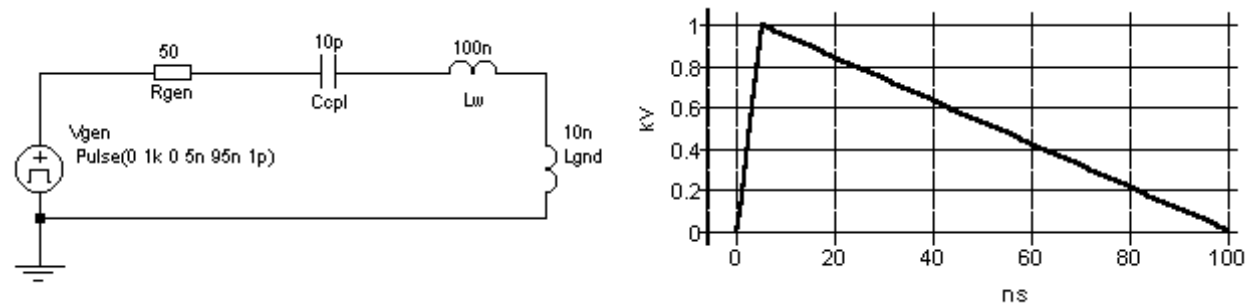 50
Rgen
10p
Ccpl
100n
Lw
10n
Lgnd
Vgen
Pulse(0 1k 0 5n 95n 1p)
kV
1
0.8
0.6
0.4
0.2
0
0 20 40 60 80 100
ns